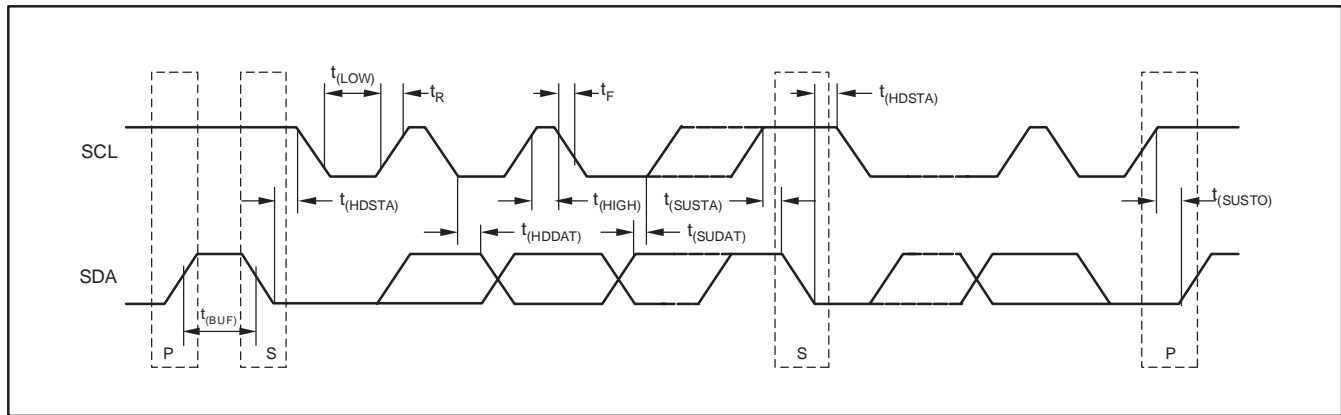 t(LOW)
tR
tF
t(HDSTA)
SCL
t(HDSTA)
t(HIGH)
t(SUSTA)
t(SUSTO)
t(HDDAT)
t(SUDAT)
SDA
t(BUF)
P
S
S
P